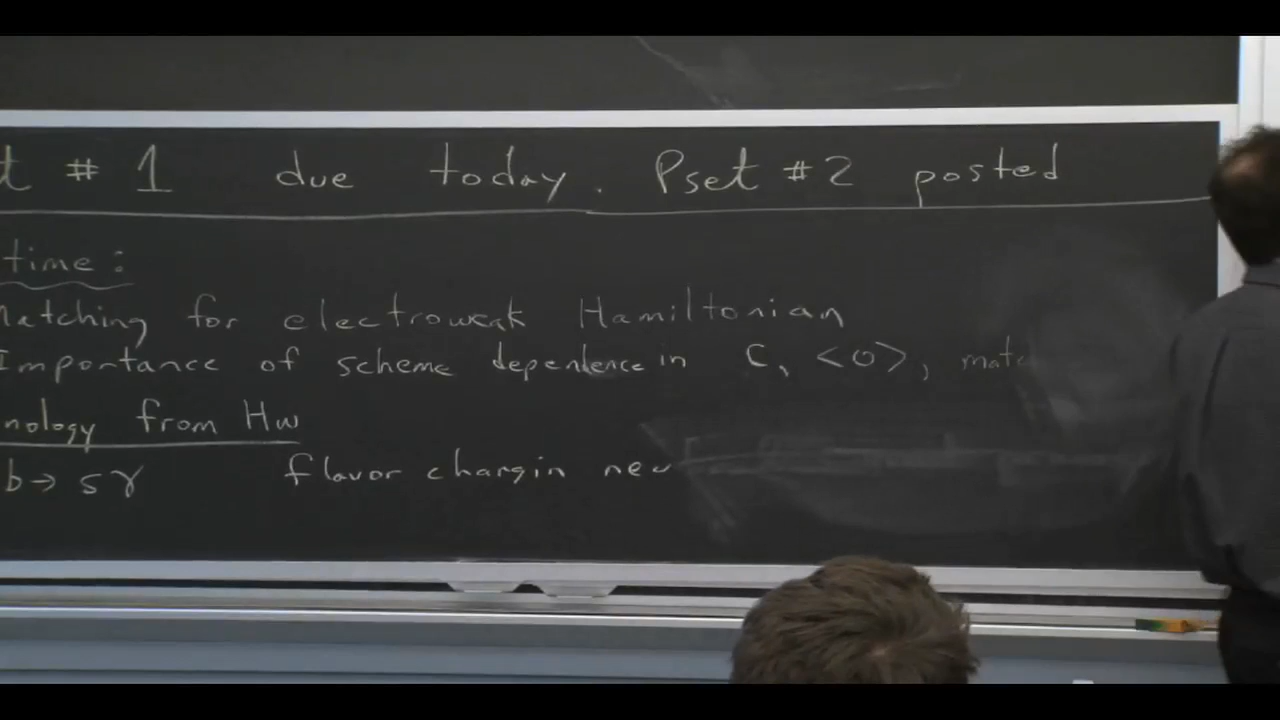 t # 1 due today. Pset #2 posted
time:
Matching for electroweak Hamiltonian
Importance of scheme dependence in C, <O>, mat
nology from Hw
b → sγ flavor changin neu